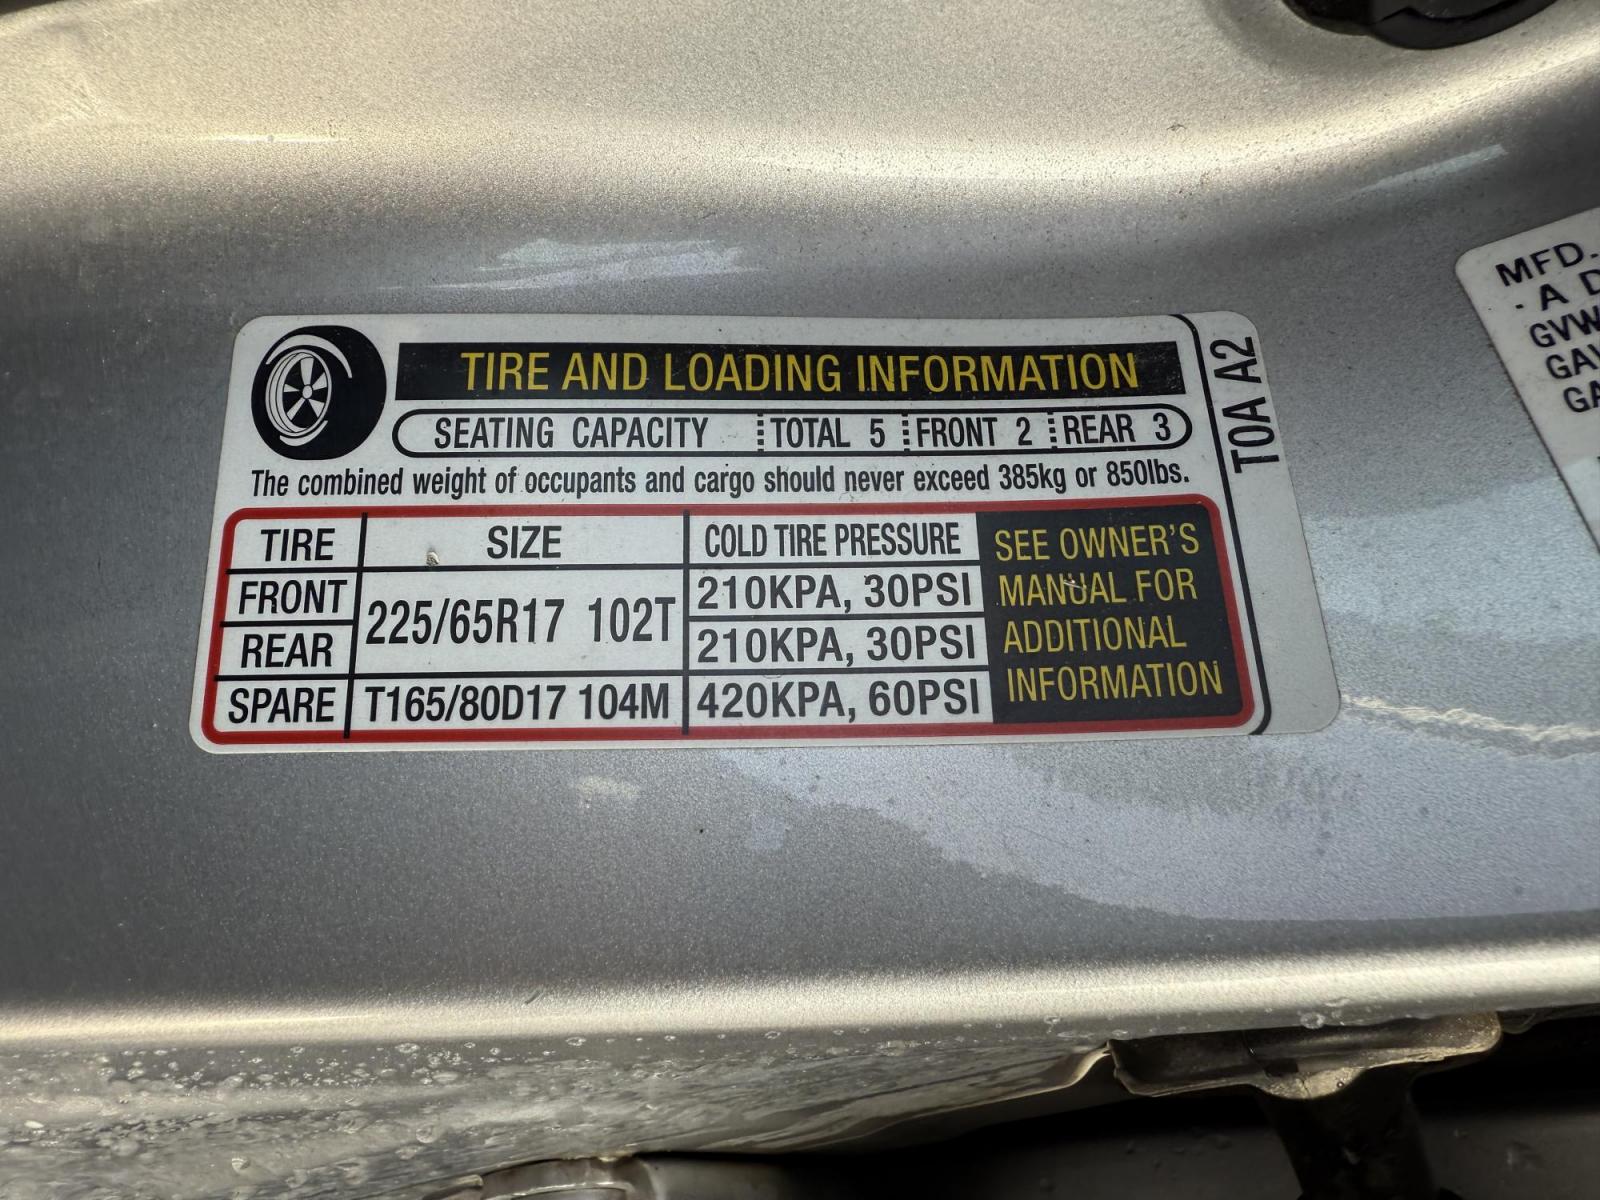 TIRE AND LOADING INFORMATION
SEATING CAPACITY TOTAL 5 FRONT 2 REAR 3
The combined weight of occupants and cargo should never exceed 385kg or 850lbs.
TIRE SIZE COLD TIRE PRESSURE
FRONT 225/65R17 102T 210KPA, 30PSI
REAR 210KPA, 30PSI
SPARE T165/80D17 104M 420KPA, 60PSI
SEE OWNER'S
MANUAL FOR
ADDITIONAL
INFORMATION
T0A A2
MFD.
A